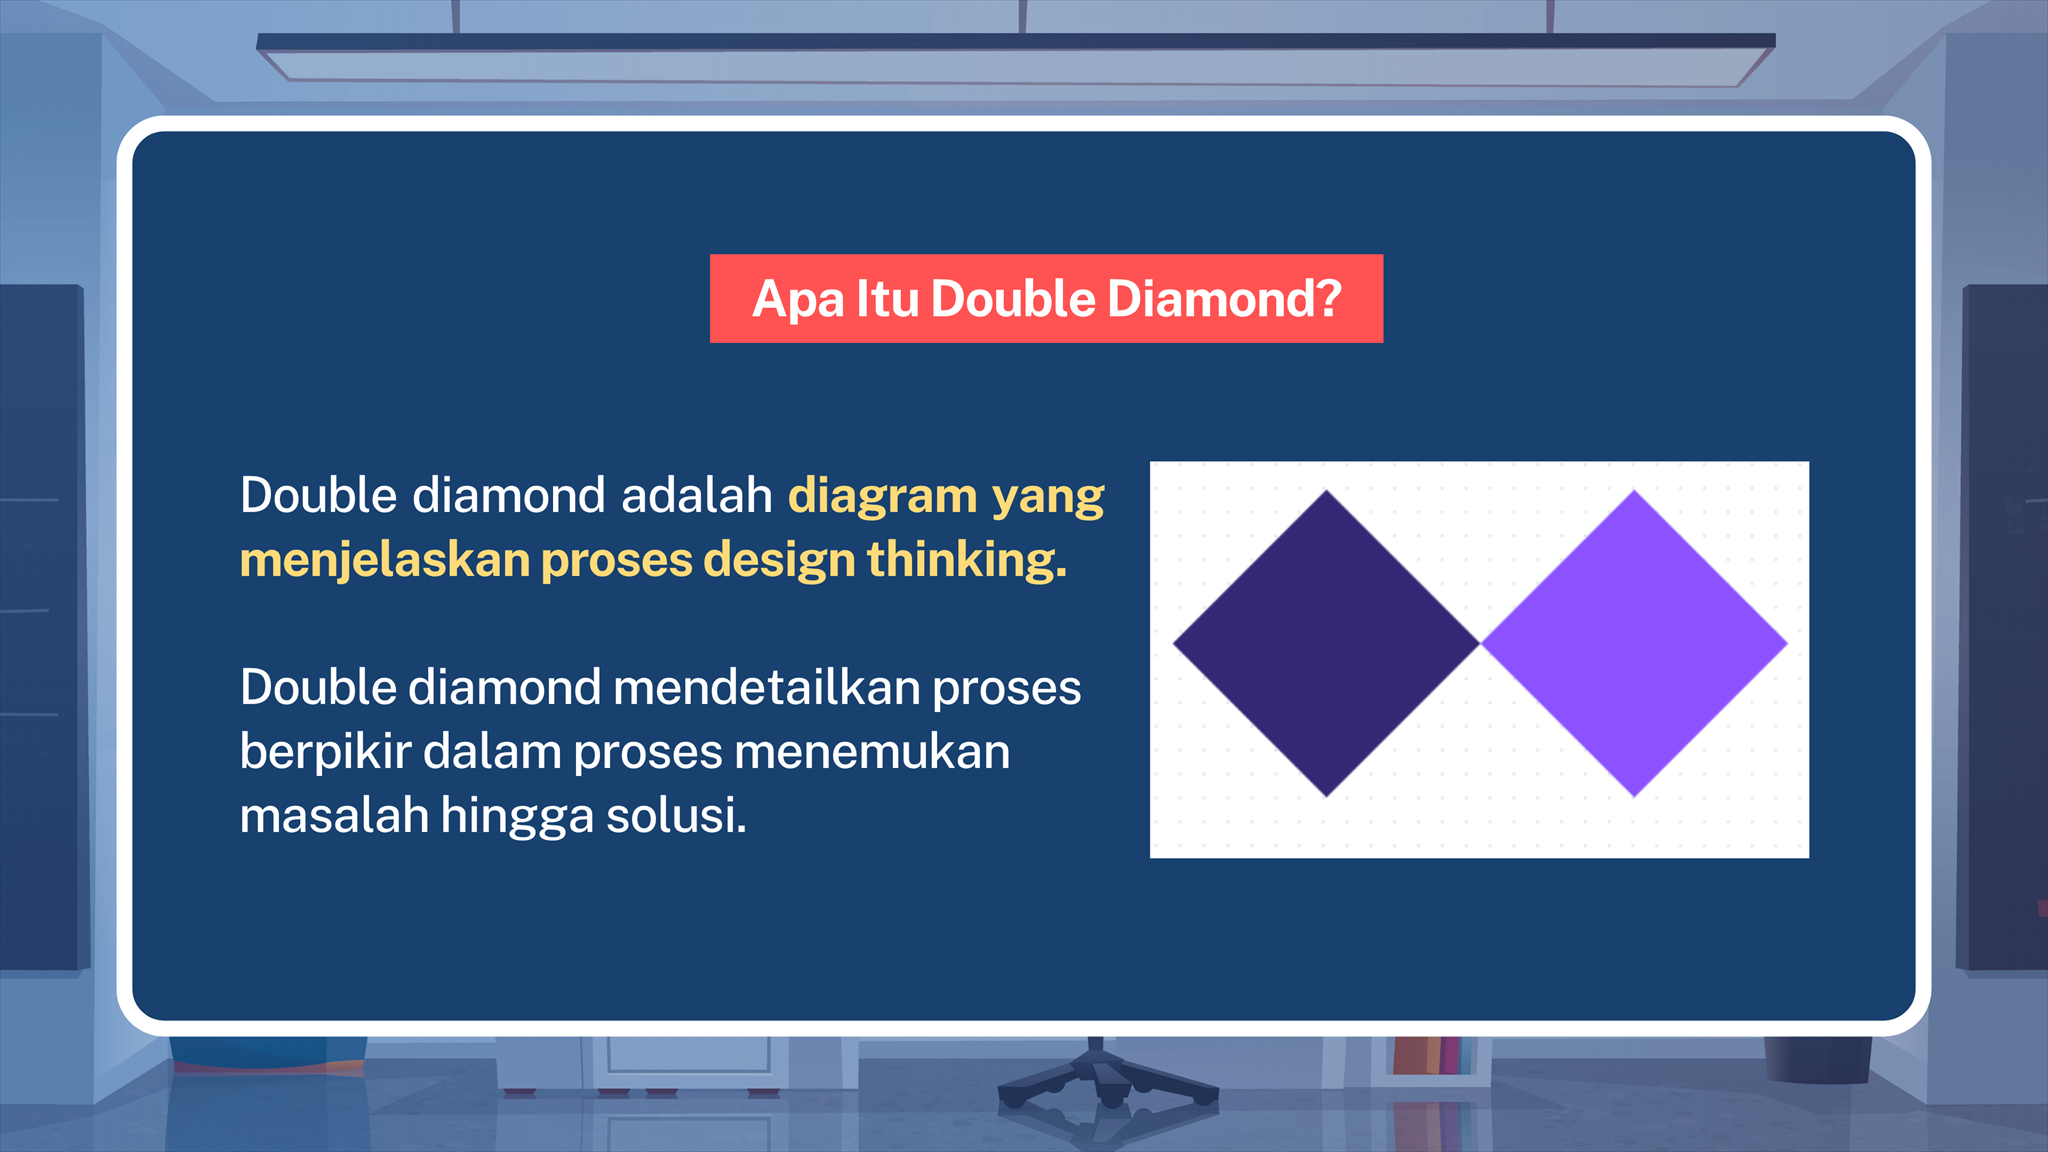 Apa Itu Double Diamond?
Double diamond adalah diagram yang
menjelaskan proses design thinking.
Double diamond mendetailkan proses
berpikir dalam proses menemukan
masalah hingga solusi.